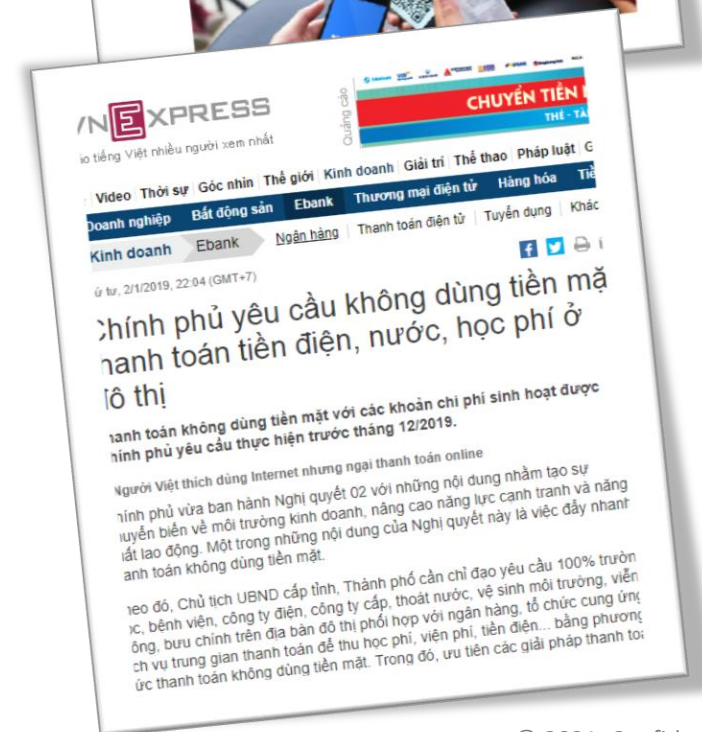 VNEXPRESS
Quảng cáo
CHUYỂN TIỀN
THẺ - TÀ
tiếng Việt nhiều người xem nhất
Video Thời sự Góc nhìn Thế giới Kinh doanh Giải trí Thể thao Pháp luật G
Doanh nghiệp Bất động sản Ebank Thương mại điện tử Hàng hóa Tiề
Kinh doanh Ebank Ngân hàng Thanh toán điện tử Tuyển dụng Khác
ứ tư, 2/1/2019, 22:04 (GMT+7)
Chính phủ yêu cầu không dùng tiền mặ
hanh toán tiền điện, nước, học phí ở
đô thị
hanh toán không dùng tiền mặt với các khoản chi phí sinh hoạt được
hính phủ yêu cầu thực hiện trước tháng 12/2019.
Người Việt thích dùng Internet nhưng ngại thanh toán online
hính phủ vừa ban hành Nghị quyết 02 với những nội dung nhằm tạo sự
huyển biến về môi trường kinh doanh, nâng cao năng lực cạnh tranh và năng
uất lao động. Một trong những nội dung của Nghị quyết này là việc đẩy nhanh
anh toán không dùng tiền mặt.
heo đó, Chủ tịch UBND cấp tỉnh, Thành phố cần chỉ đạo yêu cầu 100% trườn
ọc, bệnh viện, công ty điện, công ty cấp, thoát nước, vệ sinh môi trường, viễn
ông, bưu chính trên địa bàn đô thị phối hợp với ngân hàng, tổ chức cung ứng
ch vụ trung gian thanh toán để thu học phí, viện phí, tiền điện... bằng phương
ức thanh toán không dùng tiền mặt. Trong đó, ưu tiên các giải pháp thanh toá